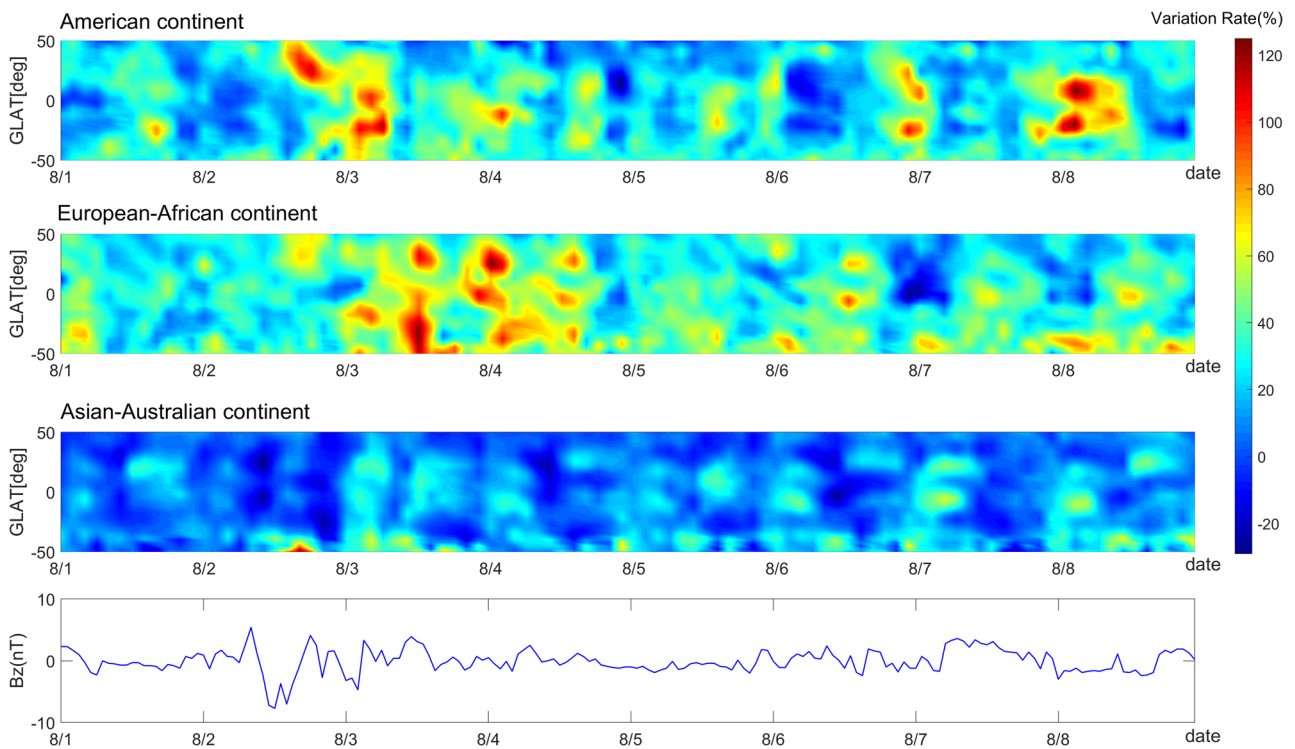 American continent
Variation Rate(%)
50
0
-50
GLAT[deg]
8/1 8/2 8/3 8/4 8/5 8/6 8/7 8/8 date
European-African continent
50
0
-50
GLAT[deg]
8/1 8/2 8/3 8/4 8/5 8/6 8/7 8/8 date
Asian-Australian continent
50
0
-50
GLAT[deg]
8/1 8/2 8/3 8/4 8/5 8/6 8/7 8/8 date
10
0
-10
Bz(nT)
8/1 8/2 8/3 8/4 8/5 8/6 8/7 8/8 date
120
100
80
60
40
20
0
-20